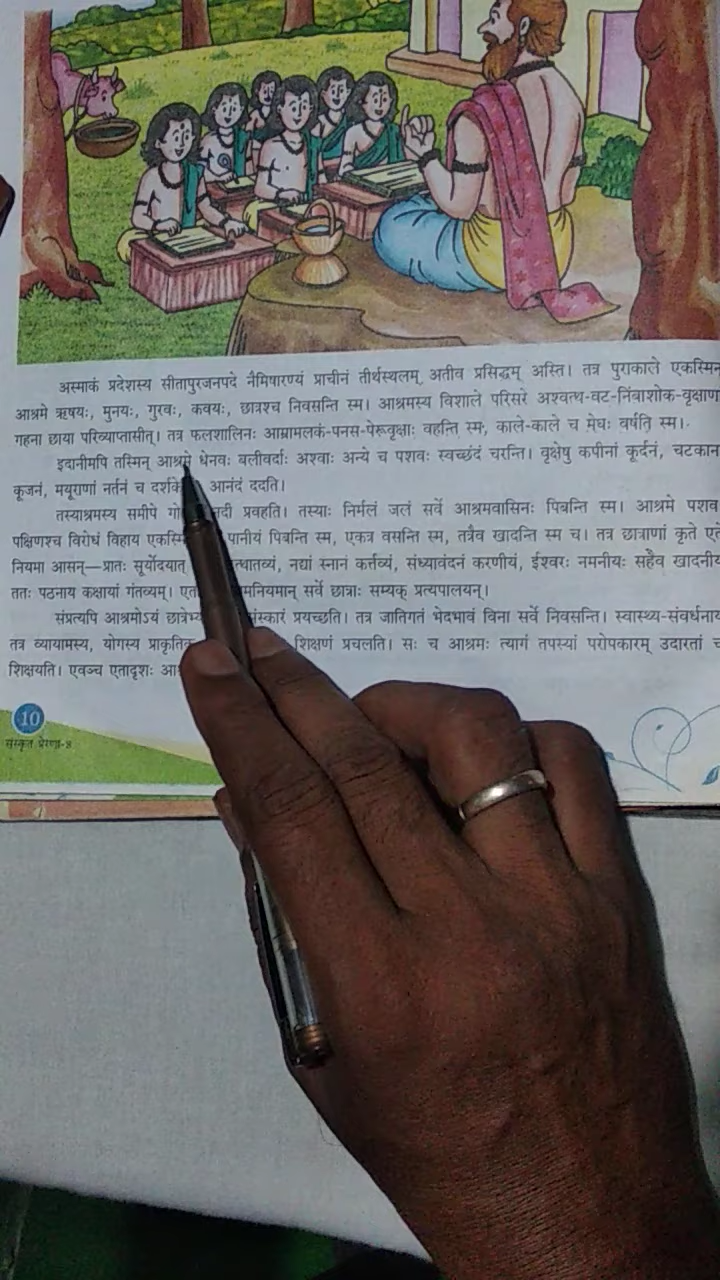 अस्माकं प्रदेशस्य सीतापुरजनपदे नैमिषारण्यं प्राचीनं तीर्थस्थलम् अतीव प्रसिद्धम् अस्ति। तत्र पुराकाले एकस्मिन्
आश्रमे ऋषयः, मुनयः, गुरवः, कवयः, छात्रश्च निवसन्ति स्म। आश्रमस्य विशाले परिसरे अश्वत्थ-वट-निंबाशोक-वृक्षाणा
गहना छाया परिव्याप्तासीत्। तत्र फलशालिनः आम्रामलकं-पनस-पेरूवृक्षाः वहन्ति स्म, काले-काले च मेघः वर्षति स्म।
इदानीमपि तस्मिन् आश्रमे धेनवः बलीवर्दाः अश्वाः अन्ये च पशवः स्वच्छंदं चरन्ति। वृक्षेषु कपीनां कूर्दनं, चटकान
कूजनं, मयूराणां नर्तनं च दर्शके आनंदं ददति।
तस्याश्रमस्य समीपे गो नदी प्रवहति। तस्याः निर्मलं जलं सर्वे आश्रमवासिनः पिबन्ति स्म। आश्रमे पशव
पक्षिणश्च विरोधं विहाय एकस्मि पानीयं पिबन्ति स्म, एकत्र वसन्ति स्म, तत्रैव खादन्ति स्म च। तत्र छात्राणां कृते एते
नियमा आसन्—प्रातः सूर्योदयात् त्थातव्यं, नद्यां स्नानं कर्त्तव्यं, संध्यावंदनं करणीयं, ईश्वरः नमनीयः सहैव खादनीय
ततः पठनाय कक्षायां गंतव्यम्। एत मनियमान् सर्वे छात्राः सम्यक् प्रत्यपालयन्।
संप्रत्यपि आश्रमोऽयं छात्रेभ्य संस्कारं प्रयच्छति। तत्र जातिगतं भेदभावं विना सर्वे निवसन्ति। स्वास्थ्य-संवर्धनाय
तत्र व्यायामस्य, योगस्य प्राकृतिक शिक्षणं प्रचलति। सः च आश्रमः त्यागं तपस्यां परोपकारम् उदारतां च
शिक्षयति। एवञ्च एतादृशः आ
10
संस्कृत प्रेरणा-४